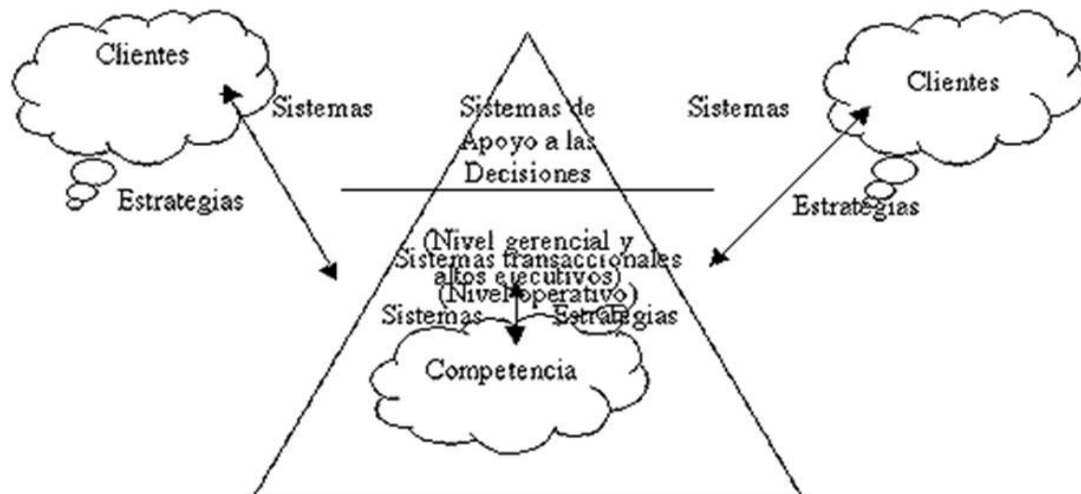 Clientes
Clientes
Sistemas
Sistemas de
Sistemas
Apoyo a las
Decisiones
Estrategias
Estrategias
(Nivel gerencial y
Sistemas transaccionales
altos ejecutivos)
(Nivel operativo)
Sistemas
Estrategias
Competencia